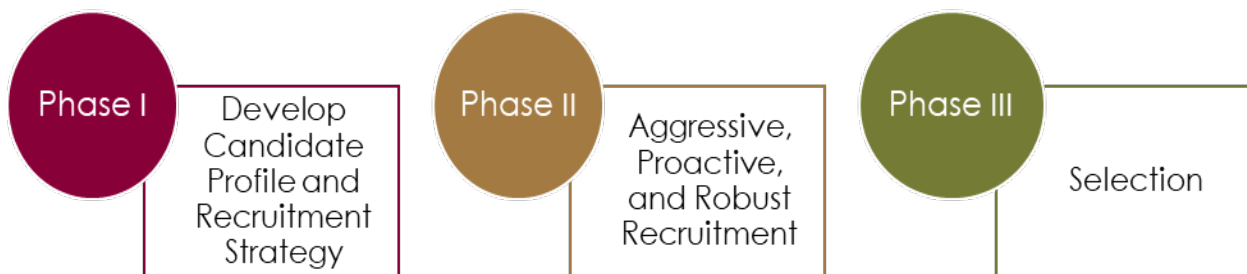 Phase I
Develop
Candidate
Profile and
Recruitment
Strategy
Phase II
Aggressive,
Proactive,
and Robust
Recruitment
Phase III
Selection